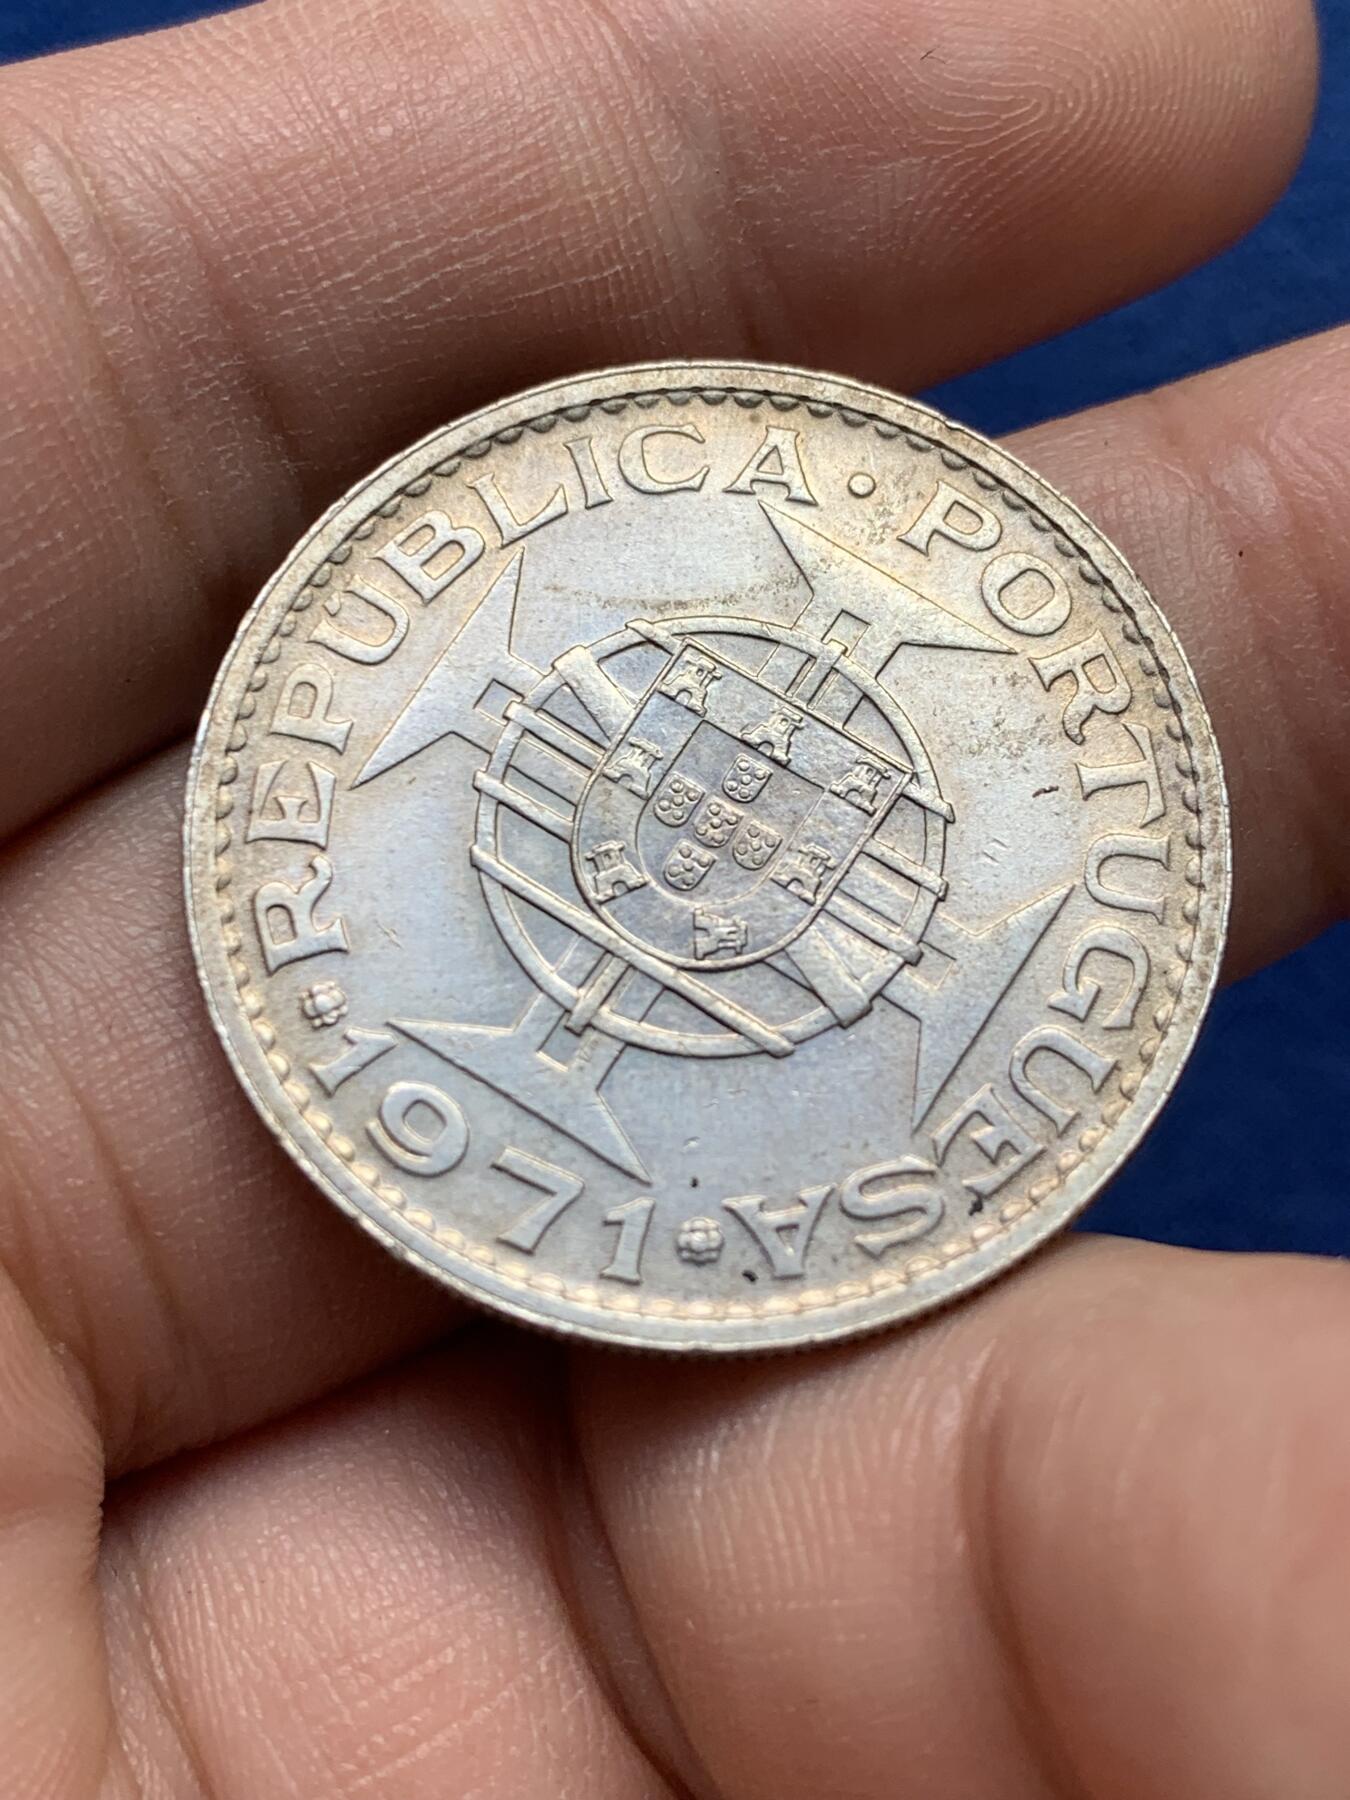 REPÚBLICA · PORTUGUESA
1971